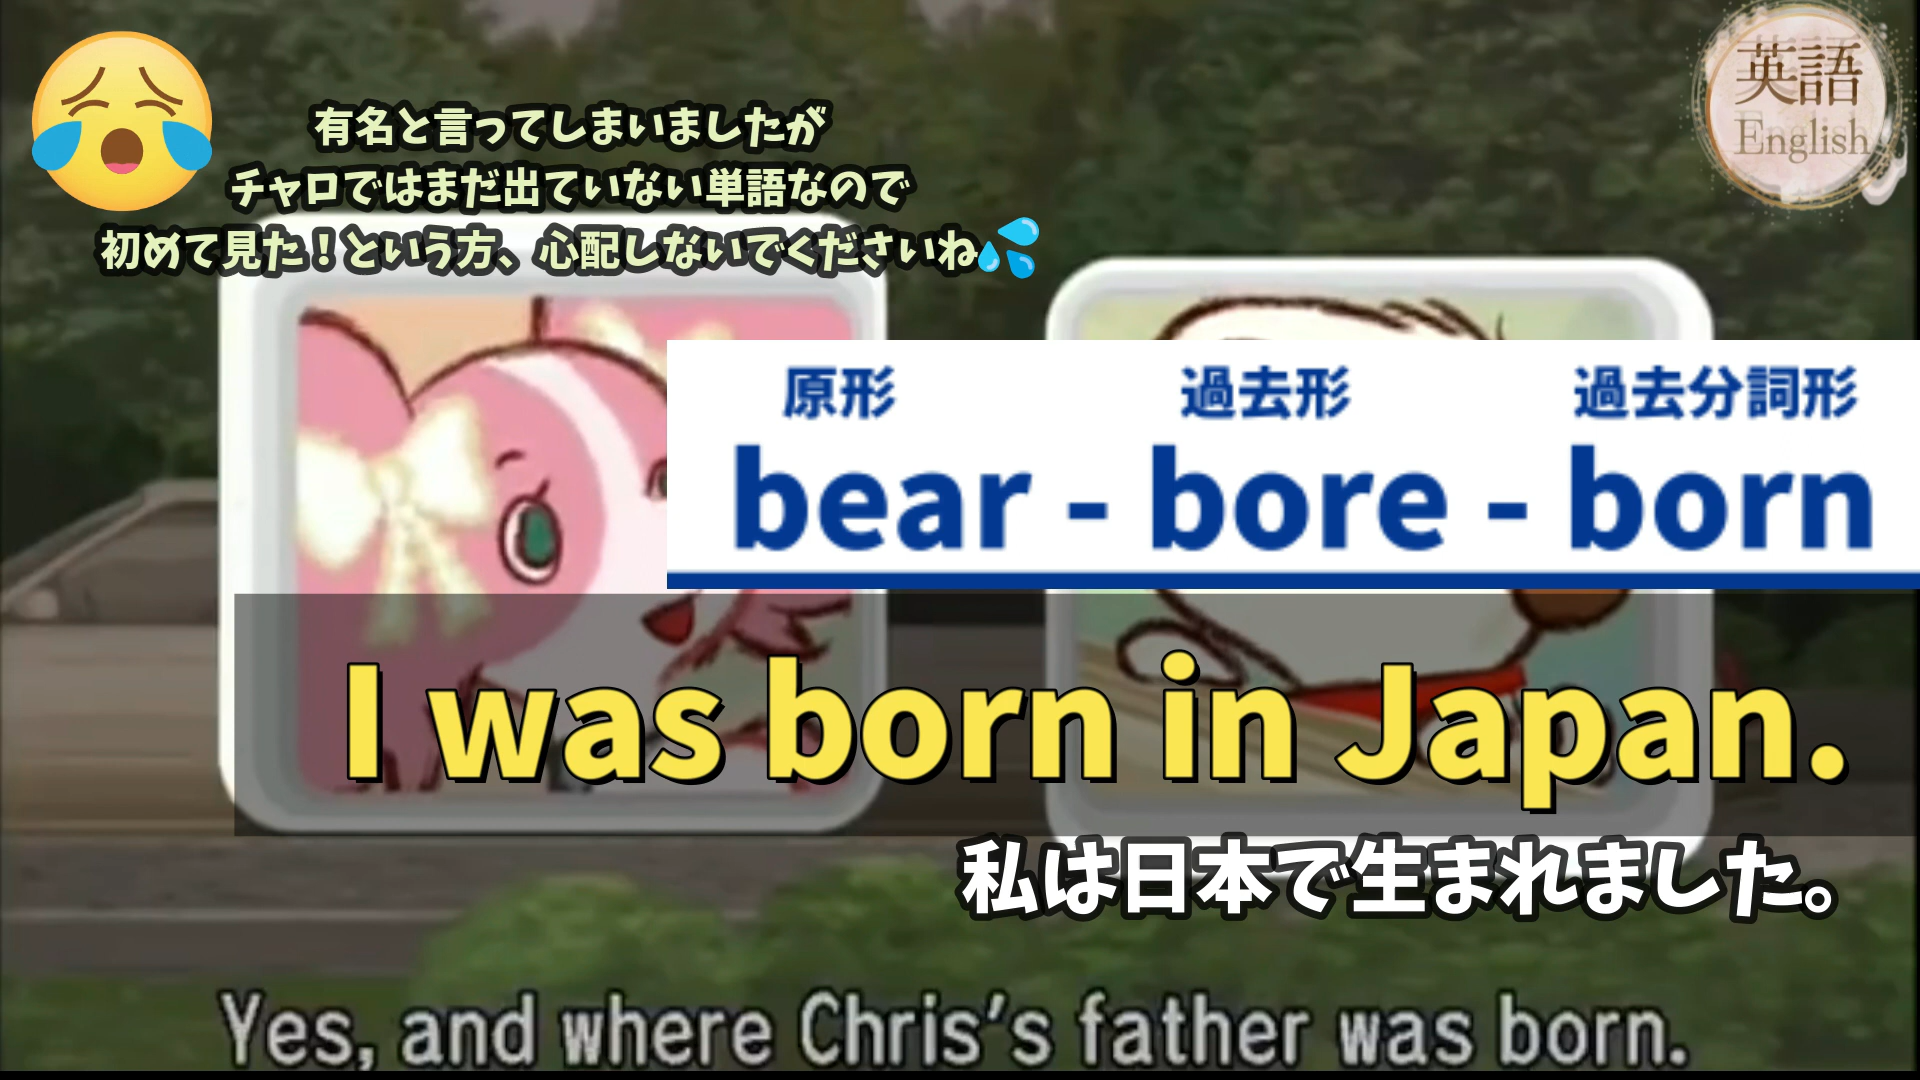 英語
English
有名と言ってしまいましたが
チャロではまだ出ていない単語なので
初めて見た！という方、心配しないでくださいね💦
原形 過去形 過去分詞形
bear - bore - born
I was born in Japan.
私は日本で生まれました。
Yes, and where Chris's father was born.